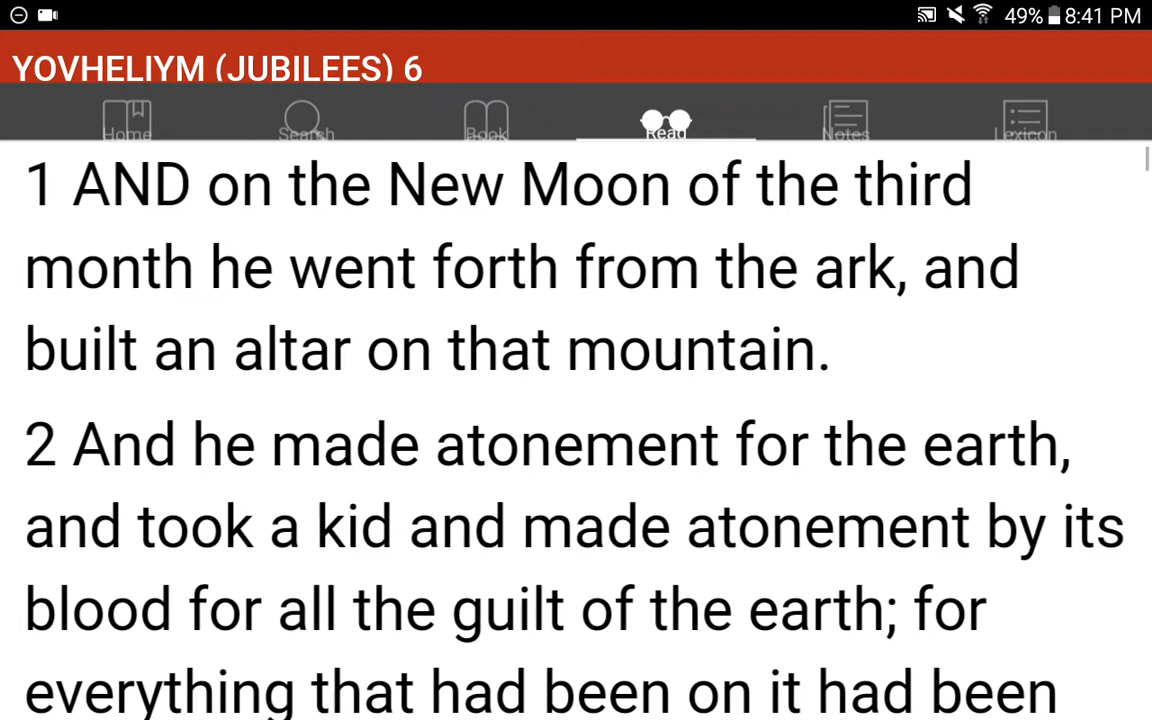 49% 8:41 PM
YOVHELIYM (JUBILEES) 6
Home Search Book Read Notes Lexicon
1 AND on the New Moon of the third
month he went forth from the ark, and
built an altar on that mountain.
2 And he made atonement for the earth,
and took a kid and made atonement by its
blood for all the guilt of the earth; for
everything that had been on it had been